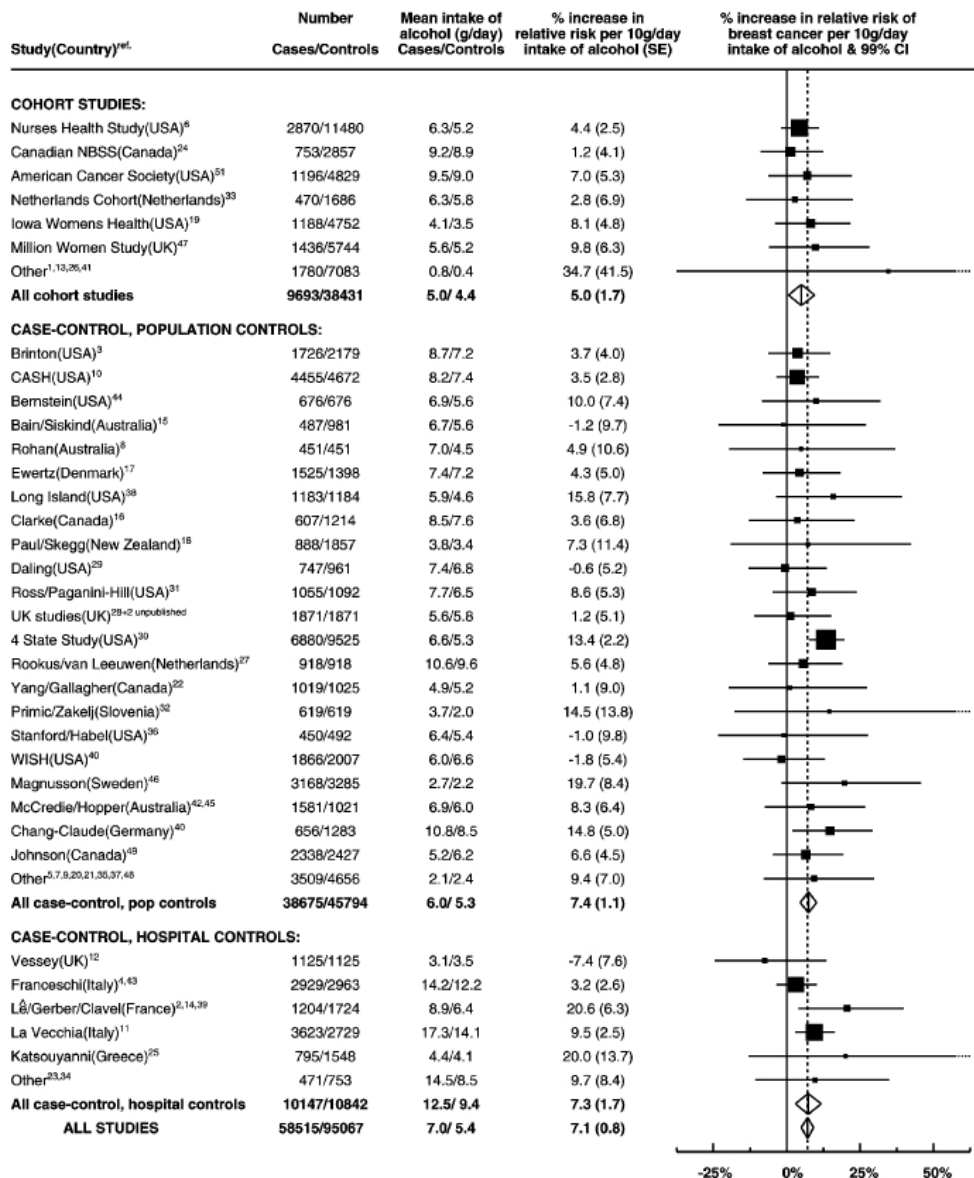 Study(Country)ref.
Number
Cases/Controls
Mean intake of
alcohol (g/day)
Cases/Controls
% increase in
relative risk per 10g/day
intake of alcohol (SE)
% increase in relative risk of
breast cancer per 10g/day
intake of alcohol & 99% CI
COHORT STUDIES:
Nurses Health Study(USA)6 2870/11480 6.3/5.2 4.4 (2.5)
Canadian NBSS(Canada)24 753/2857 9.2/8.9 1.2 (4.1)
American Cancer Society(USA)51 1196/4829 9.5/9.0 7.0 (5.3)
Netherlands Cohort(Netherlands)33 470/1686 6.3/5.8 2.8 (6.9)
Iowa Womens Health(USA)19 1188/4752 4.1/3.5 8.1 (4.8)
Million Women Study(UK)47 1436/5744 5.6/5.2 9.8 (6.3)
Other1,13,26,41 1780/7083 0.8/0.4 34.7 (41.5)
All cohort studies 9693/38431 5.0/ 4.4 5.0 (1.7)
CASE-CONTROL, POPULATION CONTROLS:
Brinton(USA)3 1726/2179 8.7/7.2 3.7 (4.0)
CASH(USA)10 4455/4672 8.2/7.4 3.5 (2.8)
Bernstein(USA)44 676/676 6.9/5.6 10.0 (7.4)
Bain/Siskind(Australia)15 487/981 6.7/5.6 -1.2 (9.7)
Rohan(Australia)8 451/451 7.0/4.5 4.9 (10.6)
Ewertz(Denmark)17 1525/1398 7.4/7.2 4.3 (5.0)
Long Island(USA)38 1183/1184 5.9/4.6 15.8 (7.7)
Clarke(Canada)16 607/1214 8.5/7.6 3.6 (6.8)
Paul/Skegg(New Zealand)18 888/1857 3.8/3.4 7.3 (11.4)
Daling(USA)29 747/961 7.4/6.8 -0.6 (5.2)
Ross/Paganini-Hill(USA)31 1055/1092 7.7/6.5 8.6 (5.3)
UK studies(UK)28+2 unpublished 1871/1871 5.6/5.8 1.2 (5.1)
4 State Study(USA)30 6880/9525 6.6/5.3 13.4 (2.2)
Rookus/van Leeuwen(Netherlands)27 918/918 10.6/9.6 5.6 (4.8)
Yang/Gallagher(Canada)22 1019/1025 4.9/5.2 1.1 (9.0)
Primic/Zakelj(Slovenia)32 619/619 3.7/2.0 14.5 (13.8)
Stanford/Habel(USA)36 450/492 6.4/5.4 -1.0 (9.8)
WISH(USA)40 1866/2007 6.0/6.6 -1.8 (5.4)
Magnusson(Sweden)46 3168/3285 2.7/2.2 19.7 (8.4)
McCredie/Hopper(Australia)42,45 1581/1021 6.9/6.0 8.3 (6.4)
Chang-Claude(Germany)40 656/1283 10.8/8.5 14.8 (5.0)
Johnson(Canada)49 2338/2427 5.2/6.2 6.6 (4.5)
Other5,7,9,20,21,35,37,48 3509/4656 2.1/2.4 9.4 (7.0)
All case-control, pop controls 38675/45794 6.0/ 5.3 7.4 (1.1)
CASE-CONTROL, HOSPITAL CONTROLS:
Vessey(UK)12 1125/1125 3.1/3.5 -7.4 (7.6)
Franceschi(Italy)4,43 2929/2963 14.2/12.2 3.2 (2.6)
Lê/Gerber/Clavel(France)2,14,39 1204/1724 8.9/6.4 20.6 (6.3)
La Vecchia(Italy)11 3623/2729 17.3/14.1 9.5 (2.5)
Katsouyanni(Greece)25 795/1548 4.4/4.1 20.0 (13.7)
Other23,34 471/753 14.5/8.5 9.7 (8.4)
All case-control, hospital controls 10147/10842 12.5/ 9.4 7.3 (1.7)
ALL STUDIES 58515/95067 7.0/ 5.4 7.1 (0.8)
-25% 0% 25% 50%